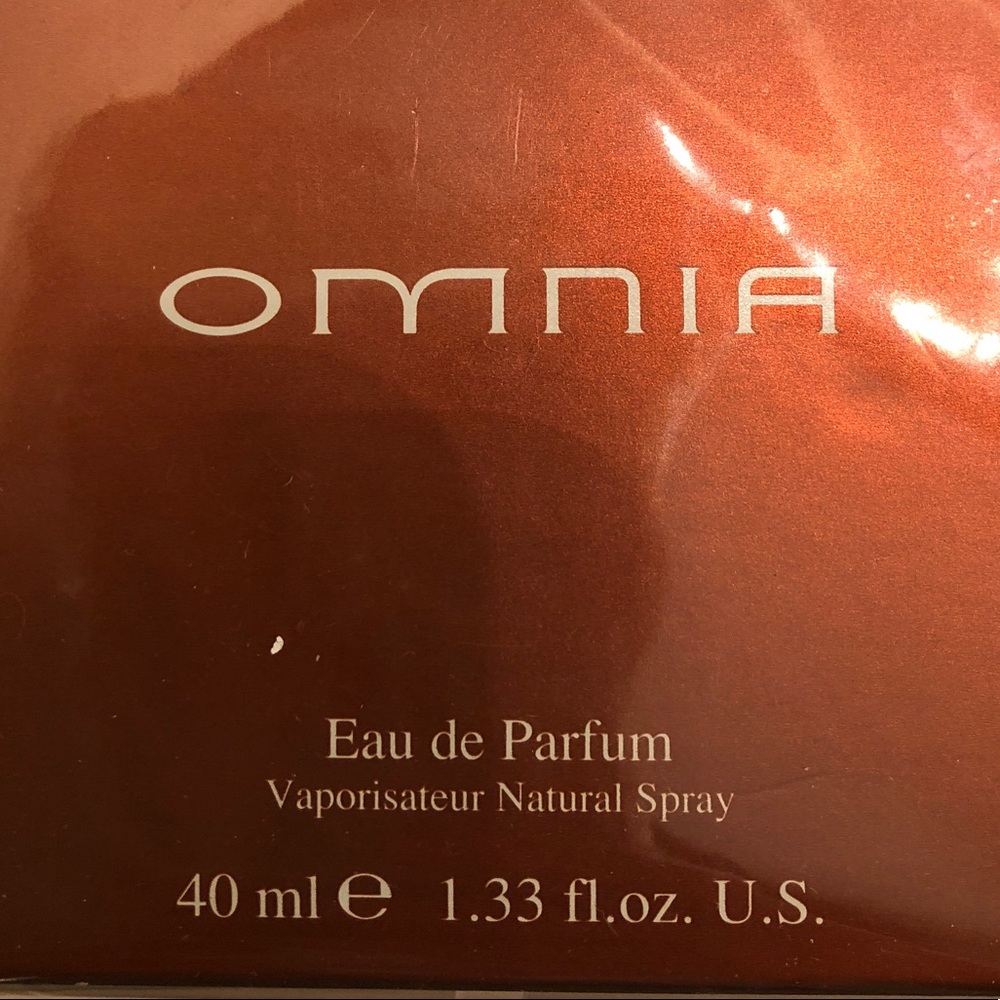 OMNIA
Eau de Parfum
Vaporisateur Natural Spray
40 ml ℮ 1.33 fl.oz. U.S.